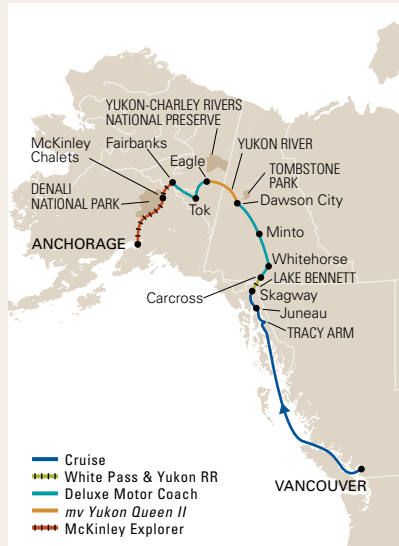 YUKON-CHARLEY RIVERS
NATIONAL PRESERVE
McKinley
Chalets
Fairbanks
YUKON RIVER
Eagle
TOMBSTONE
PARK
DENALI
NATIONAL PARK
Tok
Dawson City
Minto
ANCHORAGE
Whitehorse
LAKE BENNETT
Carcross
Skagway
Juneau
TRACY ARM
VANCOUVER
Cruise
White Pass & Yukon RR
Deluxe Motor Coach
mv Yukon Queen II
McKinley Explorer